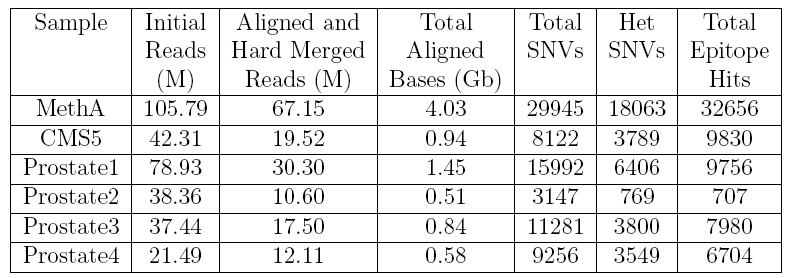 Sample Initial Reads (M) Aligned and Hard Merged Reads (M) Total Aligned Bases (Gb) Total SNVs Het SNVs Total Epitope Hits
MethA 105.79 67.15 4.03 29945 18063 32656
CMS5 42.31 19.52 0.94 8122 3789 9830
Prostate1 78.93 30.30 1.45 15992 6406 9756
Prostate2 38.36 10.60 0.51 3147 769 707
Prostate3 37.44 17.50 0.84 11281 3800 7980
Prostate4 21.49 12.11 0.58 9256 3549 6704